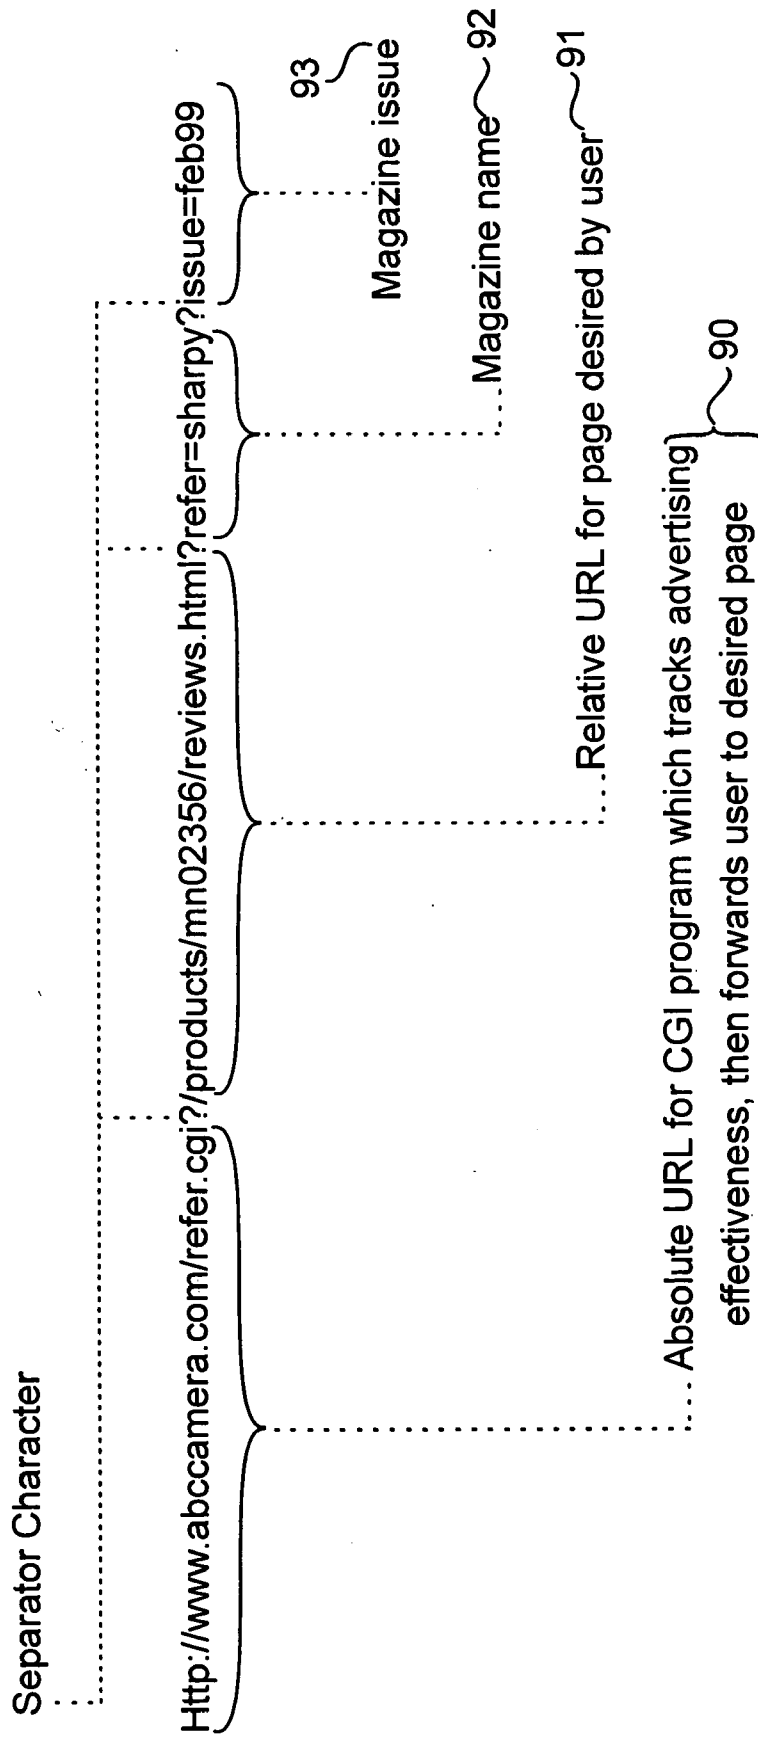 Separator Character
Http://www.abccamera.com/refer.cgi?/products/mn02356/reviews.html?refer=sharpy?issue=feb99
93
Magazine issue
Magazine name 92
Relative URL for page desired by user 91
Absolute URL for CGI program which tracks advertising
effectiveness, then forwards user to desired page
90